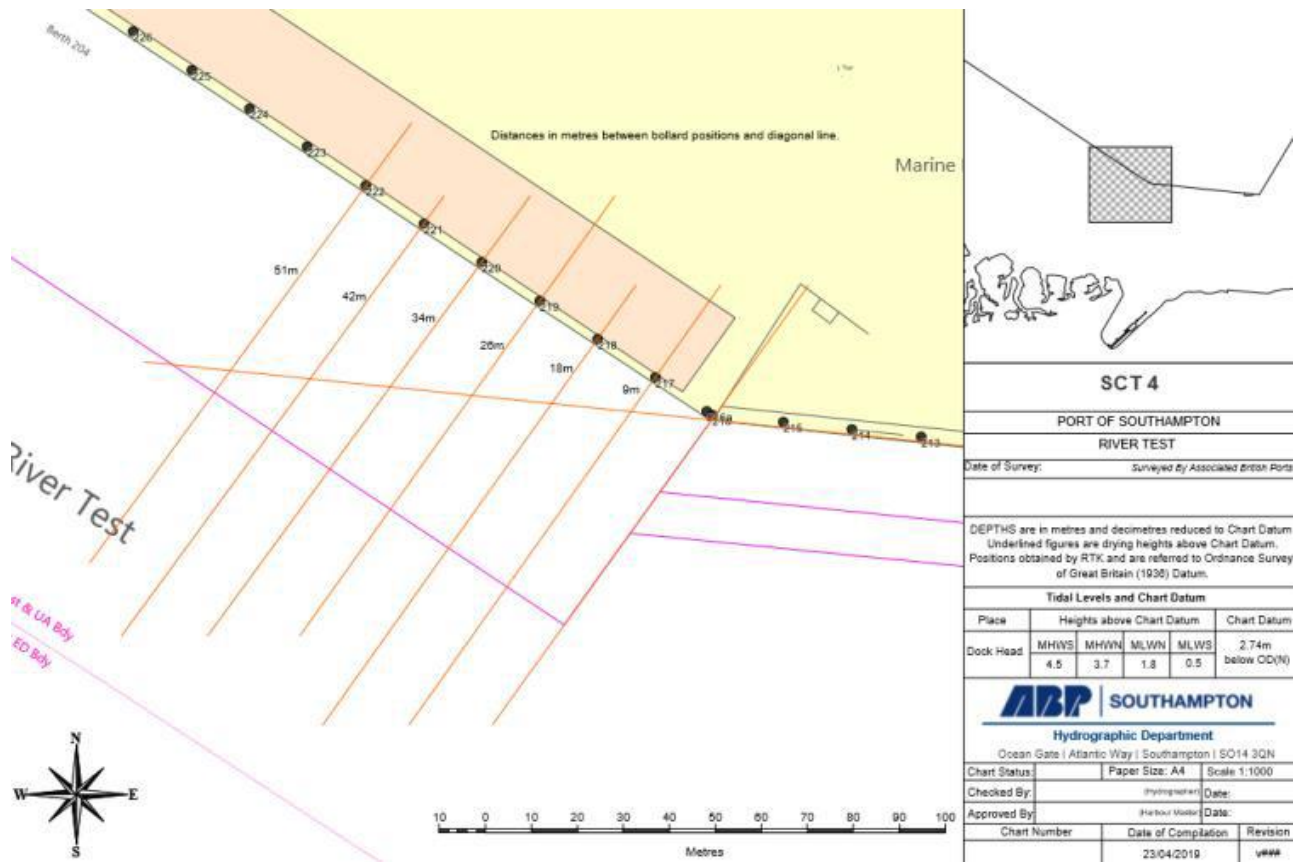 Berth 204
226
225
224
223
222
221
220
219
218
217
215
214
213
Distances in metres between bollard positions and diagonal line.
Marine
51m
42m
34m
26m
18m
9m
River Test
st & UA Bdy
ED Bdy
N
W
E
S
10 0 10 20 30 40 50 60 70 80 90 100
Metres
SCT 4
PORT OF SOUTHAMPTON
RIVER TEST
Date of Survey: Surveyed By Associated British Ports
DEPTHS are in metres and decimetres reduced to Chart Datum
Underlined figures are drying heights above Chart Datum.
Positions obtained by RTK and are referred to Ordnance Survey
of Great Britain (1936) Datum.
Tidal Levels and Chart Datum
Place Heights above Chart Datum Chart Datum
Dock Head MHWS MHWN MLWN MLWS 2.74m
4.5 3.7 1.8 0.5 below OD(N)
ABP SOUTHAMPTON
Hydrographic Department
Ocean Gate | Atlantic Way | Southampton | SO14 3QN
Chart Status: Paper Size: A4 Scale 1:1000
Checked By: (Hydrographer) Date:
Approved By: (Harbour Master) Date:
Chart Number Date of Compilation Revision
23/04/2019 v###